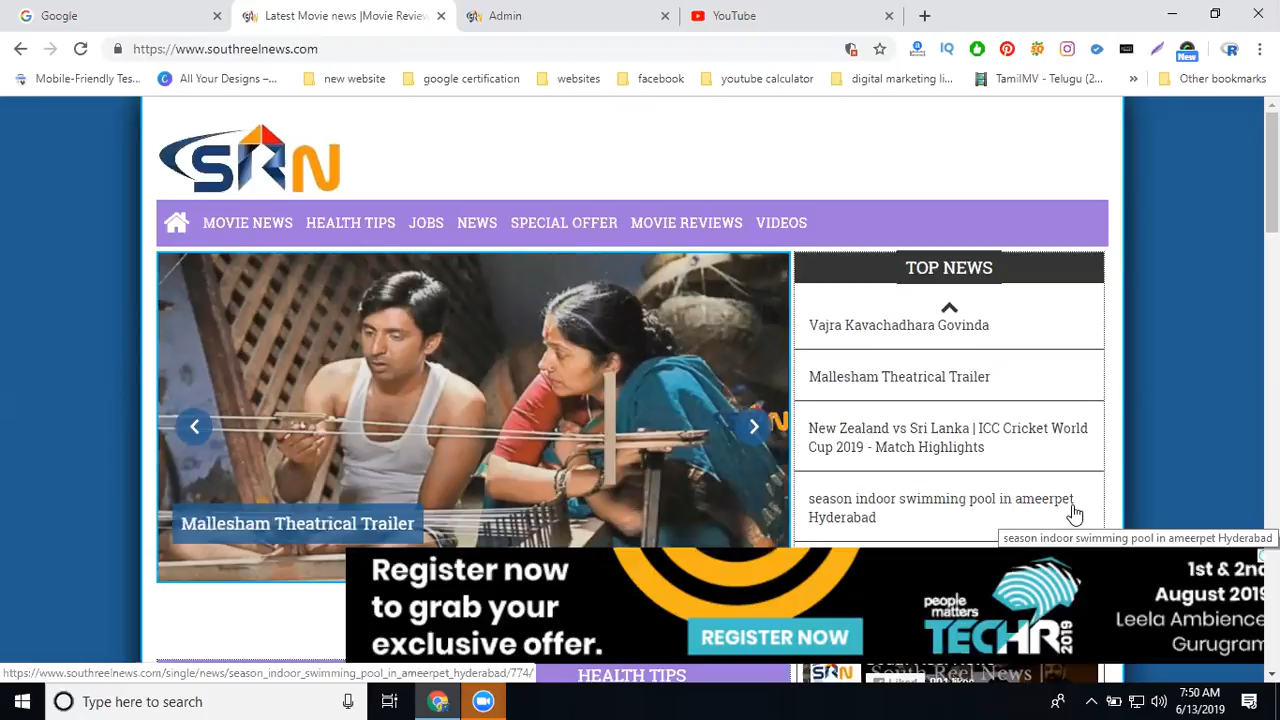 Google
Latest Movie news |Movie Review
Admin
YouTube
https://www.southreelnews.com
New
Mobile-Friendly Tes...
All Your Designs –...
new website
google certification
websites
facebook
youtube calculator
digital marketing li...
TamilMV - Telugu (2...
Other bookmarks
SRN
MOVIE NEWS HEALTH TIPS JOBS NEWS SPECIAL OFFER MOVIE REVIEWS VIDEOS
TOP NEWS
Vajra Kavachadhara Govinda
Mallesham Theatrical Trailer
New Zealand vs Sri Lanka | ICC Cricket World
Cup 2019 - Match Highlights
season indoor swimming pool in ameerpet
Hyderabad
season indoor swimming pool in ameerpet Hyderabad
Mallesham Theatrical Trailer
Register now
to grab your
exclusive offer.
REGISTER NOW
people
matters
TECHR
2019
1st & 2nd
August 2019
Leela Ambience
Gurugram
https://www.southreelnews.com/single/news/season_indoor_swimming_pool_in_ameerpet_hyderabad/774/
HEALTH TIPS
SRN
South Reel News
Type here to search
7:50 AM
6/13/2019